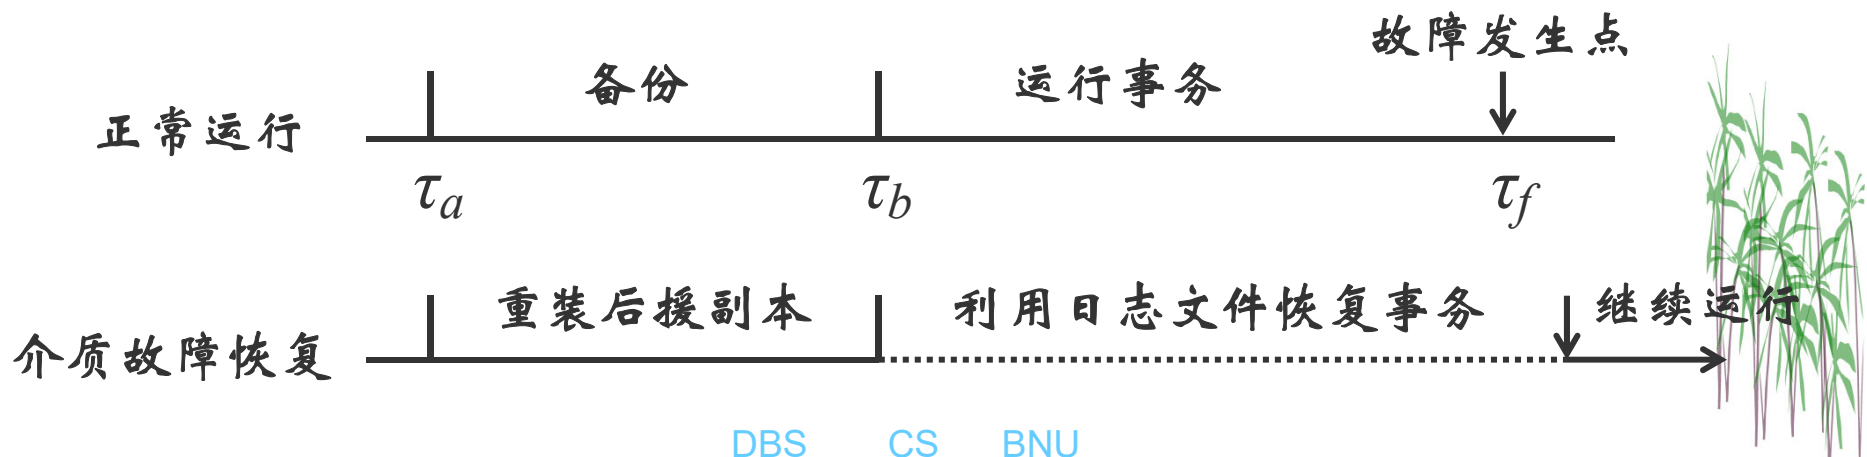 故障发生点
备份 运行事务
正常运行
τa τb τf
重装后援副本 利用日志文件恢复事务 继续运行
介质故障恢复
DBS CS BNU